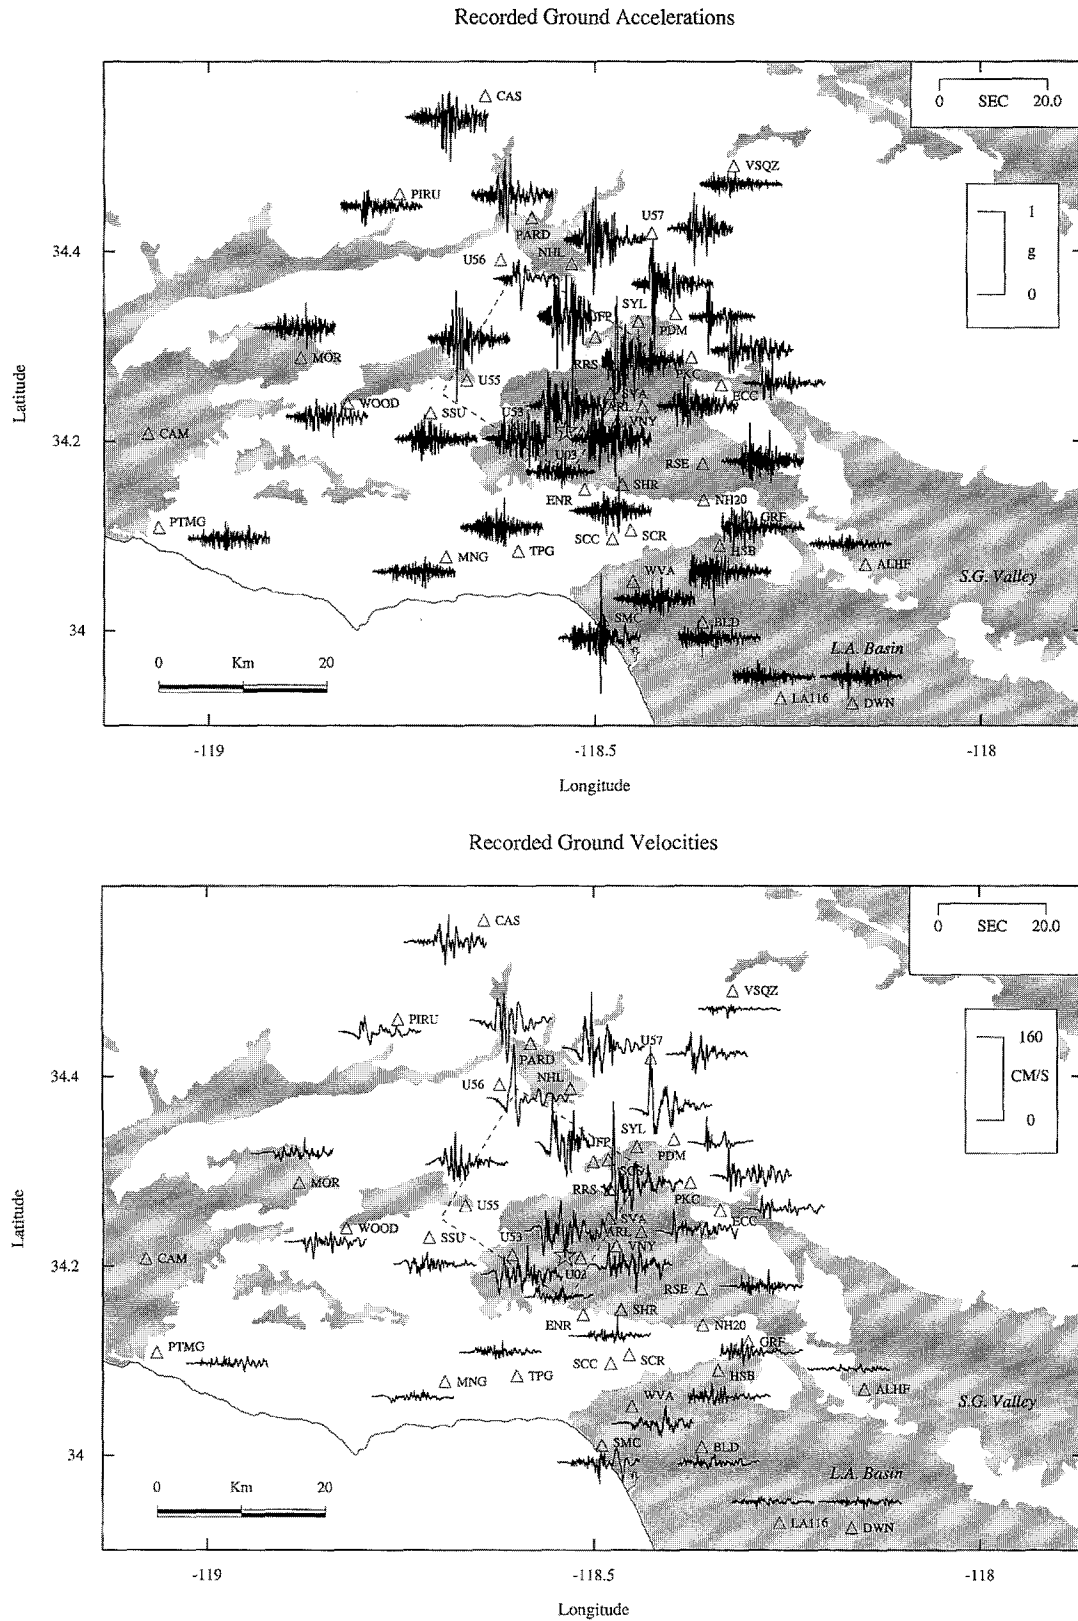 Recorded Ground Accelerations
CAS
0 SEC 20.0
VSQZ
PIRU
U57
1
g
0
PARD
U56
NHL
34.4
SYL
JFP
PDM
MOR
RRS
PKC
U55
ECC
Latitude
WOOD
SSU
U53
SVA
ARL
VNY
CAM
34.2
U03
RSE
SHR
ENR
NH20
PTMG
GRF
SCC
SCR
HSB
MNG
TPG
ALHF
WVA
S.G. Valley
34
SMC
BLD
0 Km 20
L.A. Basin
LA116
DWN
-119
-118.5
-118
Longitude
Recorded Ground Velocities
CAS
0 SEC 20.0
VSQZ
PIRU
U57
160
CM/S
0
PARD
U56
NHL
34.4
SYL
JFP
PDM
SCS
MOR
RRS
PKC
U55
ECC
Latitude
WOOD
SSU
U53
SVA
ARL
VNY
CAM
34.2
U03
RSE
SHR
ENR
NH20
PTMG
GRF
SCC
SCR
HSB
MNG
TPG
ALHF
WVA
S.G. Valley
34
SMC
BLD
0 Km 20
L.A. Basin
LA116
DWN
-119
-118.5
-118
Longitude